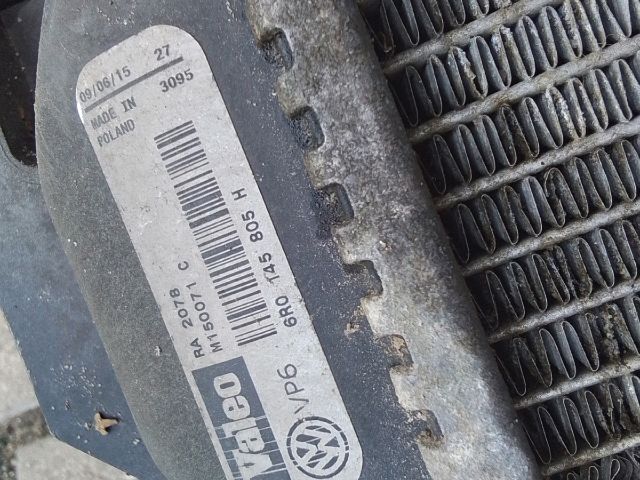 09/06/15 27
MADE IN 3095
POLAND
6R0 145 805 H
RA 2078
M150071 C
Valeo
VP6